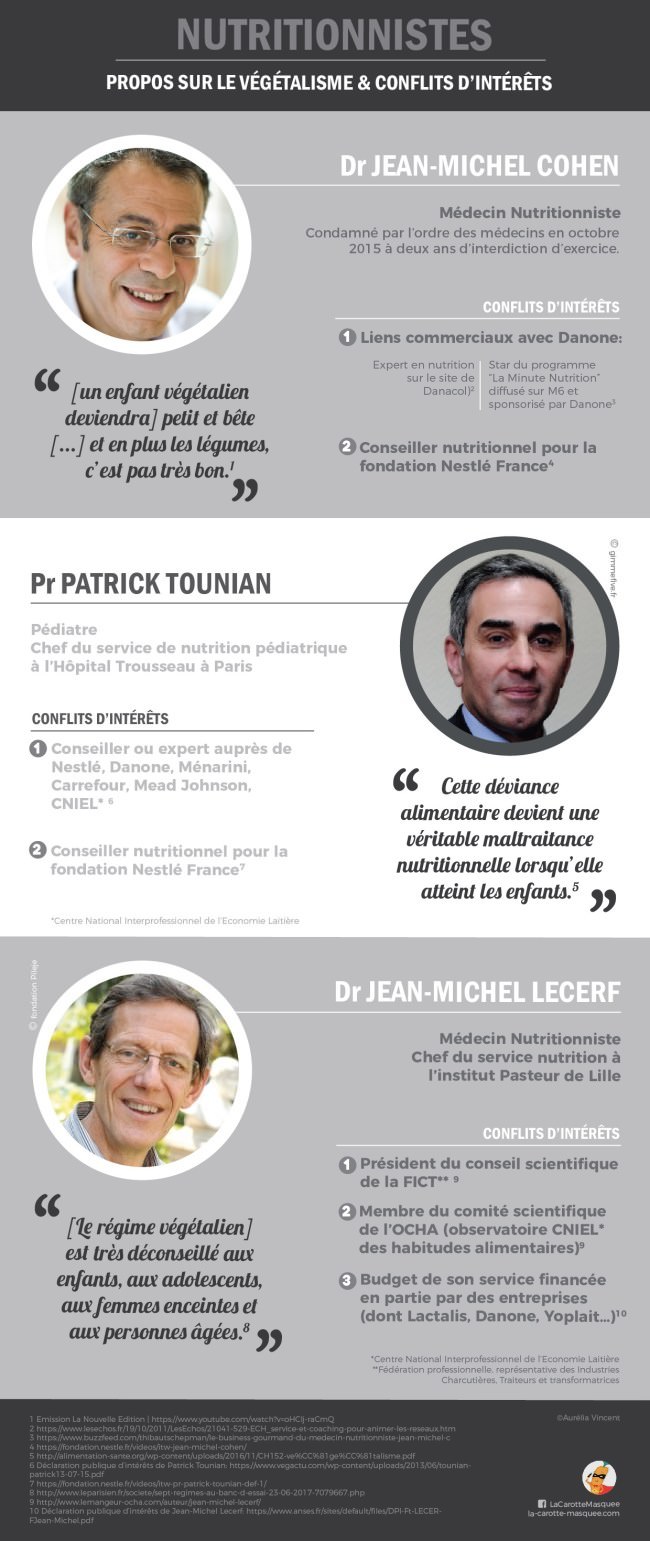 NUTRITIONNISTES
PROPOS SUR LE VÉGÉTALISME & CONFLITS D'INTÉRÊTS
Dr JEAN-MICHEL COHEN
Médecin Nutritionniste
Condamné par l'ordre des médecins en octobre
2015 à deux ans d'interdiction d'exercice.
CONFLITS D'INTÉRÊTS
1 Liens commerciaux avec Danone:
Expert en nutrition
sur le site de
Danacol)2
Star du programme
"La Minute Nutrition"
diffusé sur M6 et
sponsorisé par Danone3
2 Conseiller nutritionnel pour la
fondation Nestlé France4
“ [un enfant végétalien
deviendra] petit et bête
[...] et en plus les légumes,
c'est pas très bon.1 ”
© gimmefive.fr
Pr PATRICK TOUNIAN
Pédiatre
Chef du service de nutrition pédiatrique
à l'Hôpital Trousseau à Paris
CONFLITS D'INTÉRÊTS
1 Conseiller ou expert auprès de
Nestlé, Danone, Ménarini,
Carrefour, Mead Johnson,
CNIEL* 6
2 Conseiller nutritionnel pour la
fondation Nestlé France7
*Centre National Interprofessionnel de l'Economie Laitière
“ Cette déviance
alimentaire devient une
véritable maltraitance
nutritionnelle lorsqu'elle
atteint les enfants.5 ”
© fondation Pileje
Dr JEAN-MICHEL LECERF
Médecin Nutritionniste
Chef du service nutrition à
l'institut Pasteur de Lille
CONFLITS D'INTÉRÊTS
1 Président du conseil scientifique
de la FICT** 9
2 Membre du comité scientifique
de l'OCHA (observatoire CNIEL*
des habitudes alimentaires)9
3 Budget de son service financée
en partie par des entreprises
(dont Lactalis, Danone, Yoplait...)10
“ [Le régime végétalien]
est très déconseillé aux
enfants, aux adolescents,
aux femmes enceintes et
aux personnes âgées.8 ”
*Centre National Interprofessionnel de l'Economie Laitière
**Fédération professionnelle, représentative des Industries
Charcutières, Traiteurs et transformatrices
1 Emission La Nouvelle Edition | https://www.youtube.com/watch?v=oHCIj-raCmQ
2 https://www.lesechos.fr/19/10/2011/LesEchos/21041-529-ECH_service-et-coaching-pour-animer-les-reseaux.htm
3 https://www.buzzfeed.com/thibautschepman/le-business-gourmand-du-medecin-nutritionniste-jean-michel-c
4 https://fondation.nestle.fr/videos/itw-jean-michel-cohen/
5 http://alimentation-sante.org/wp-content/uploads/2016/11/CH152-ve%CC%81ge%CC%81talisme.pdf
6 Déclaration publique d'intérêts de Patrick Tounian: https://www.vegactu.com/wp-content/uploads/2013/06/tounian-
patrick13-07-15.pdf
7 https://fondation.nestle.fr/videos/itw-pr-patrick-tounian-def-1/
8 http://www.leparisien.fr/societe/sept-regimes-au-banc-d-essai-23-06-2017-7079667.php
9 http://www.lemangeur-ocha.com/auteur/jean-michel-lecerf/
10 Déclaration publique d'intérêts de Jean-Michel Lecerf: https://www.anses.fr/sites/default/files/DPI-Ft-LECER-
FJean-Michel.pdf
©Aurélia Vincent
LaCarotteMasquee
la-carotte-masquee.com